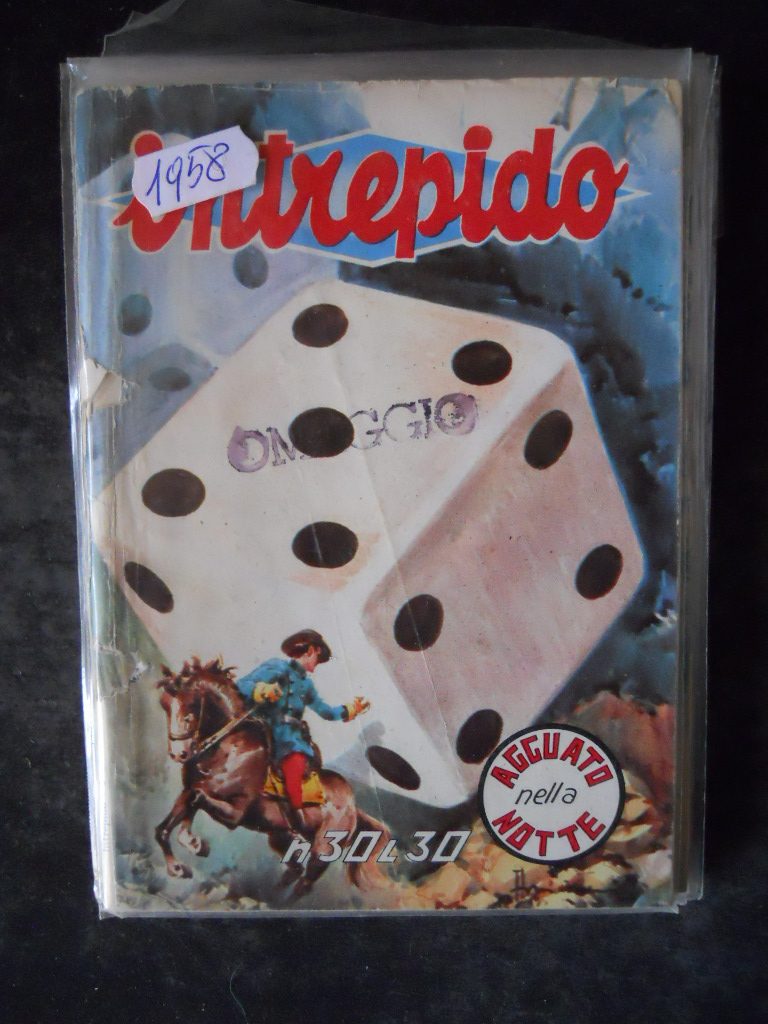 1958
intrepido
OMAGGIO
AGGUATO
nella
NOTTE
n. 30 L 30